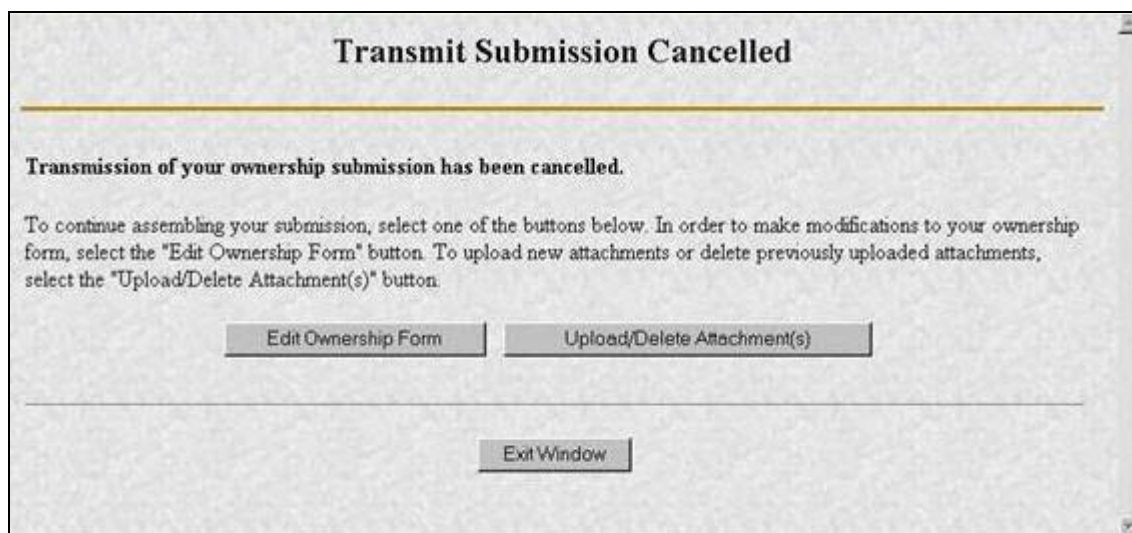 Transmit Submission Cancelled
Transmission of your ownership submission has been cancelled.
To continue assembling your submission, select one of the buttons below. In order to make modifications to your ownership
form, select the "Edit Ownership Form" button. To upload new attachments or delete previously uploaded attachments,
select the "Upload/Delete Attachment(s)" button.
Edit Ownership Form Upload/Delete Attachment(s)
Exit Window